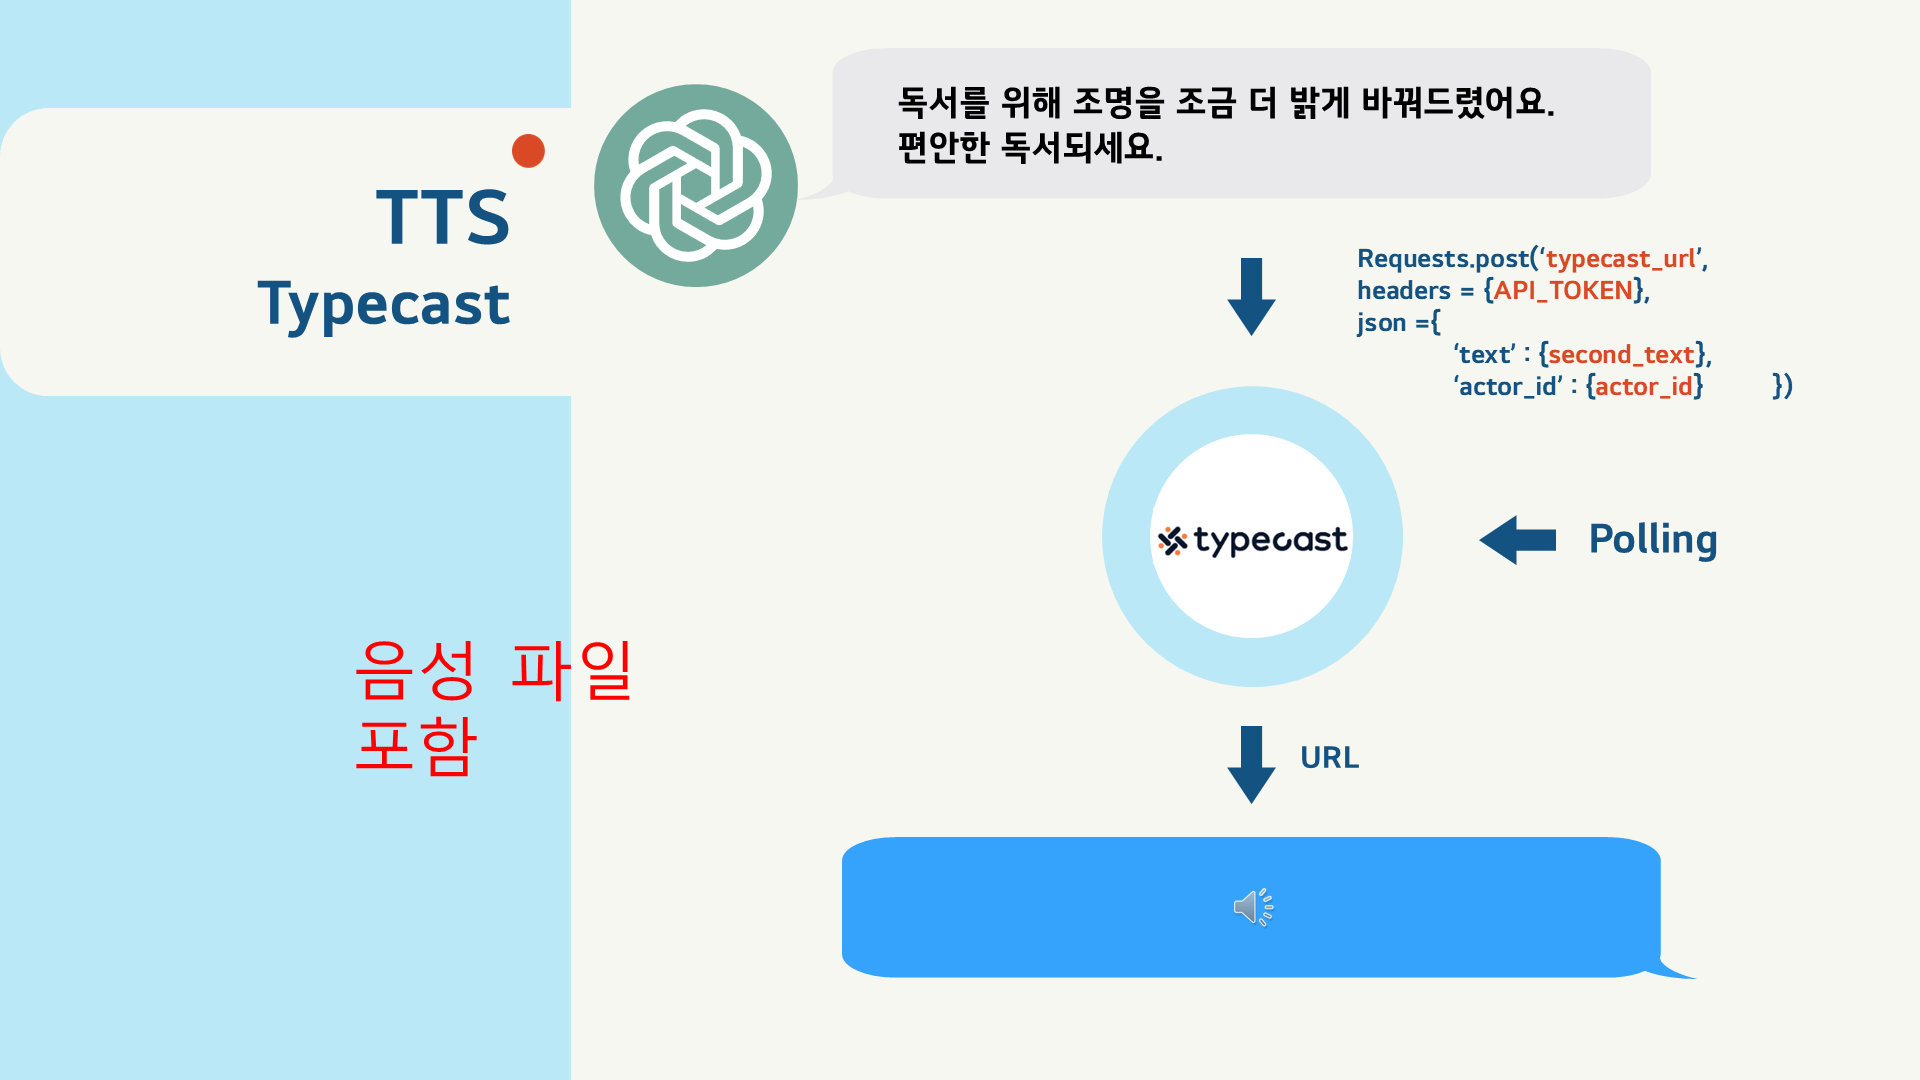 TTS
Typecast
독서를 위해 조명을 조금 더 밝게 바꿔드렸어요.
편안한 독서되세요.
Requests.post(‘typecast_url’,
headers = {API_TOKEN},
json ={
‘text’ : {second_text},
‘actor_id’ : {actor_id} })
typecast
Polling
음성 파일
포함
URL